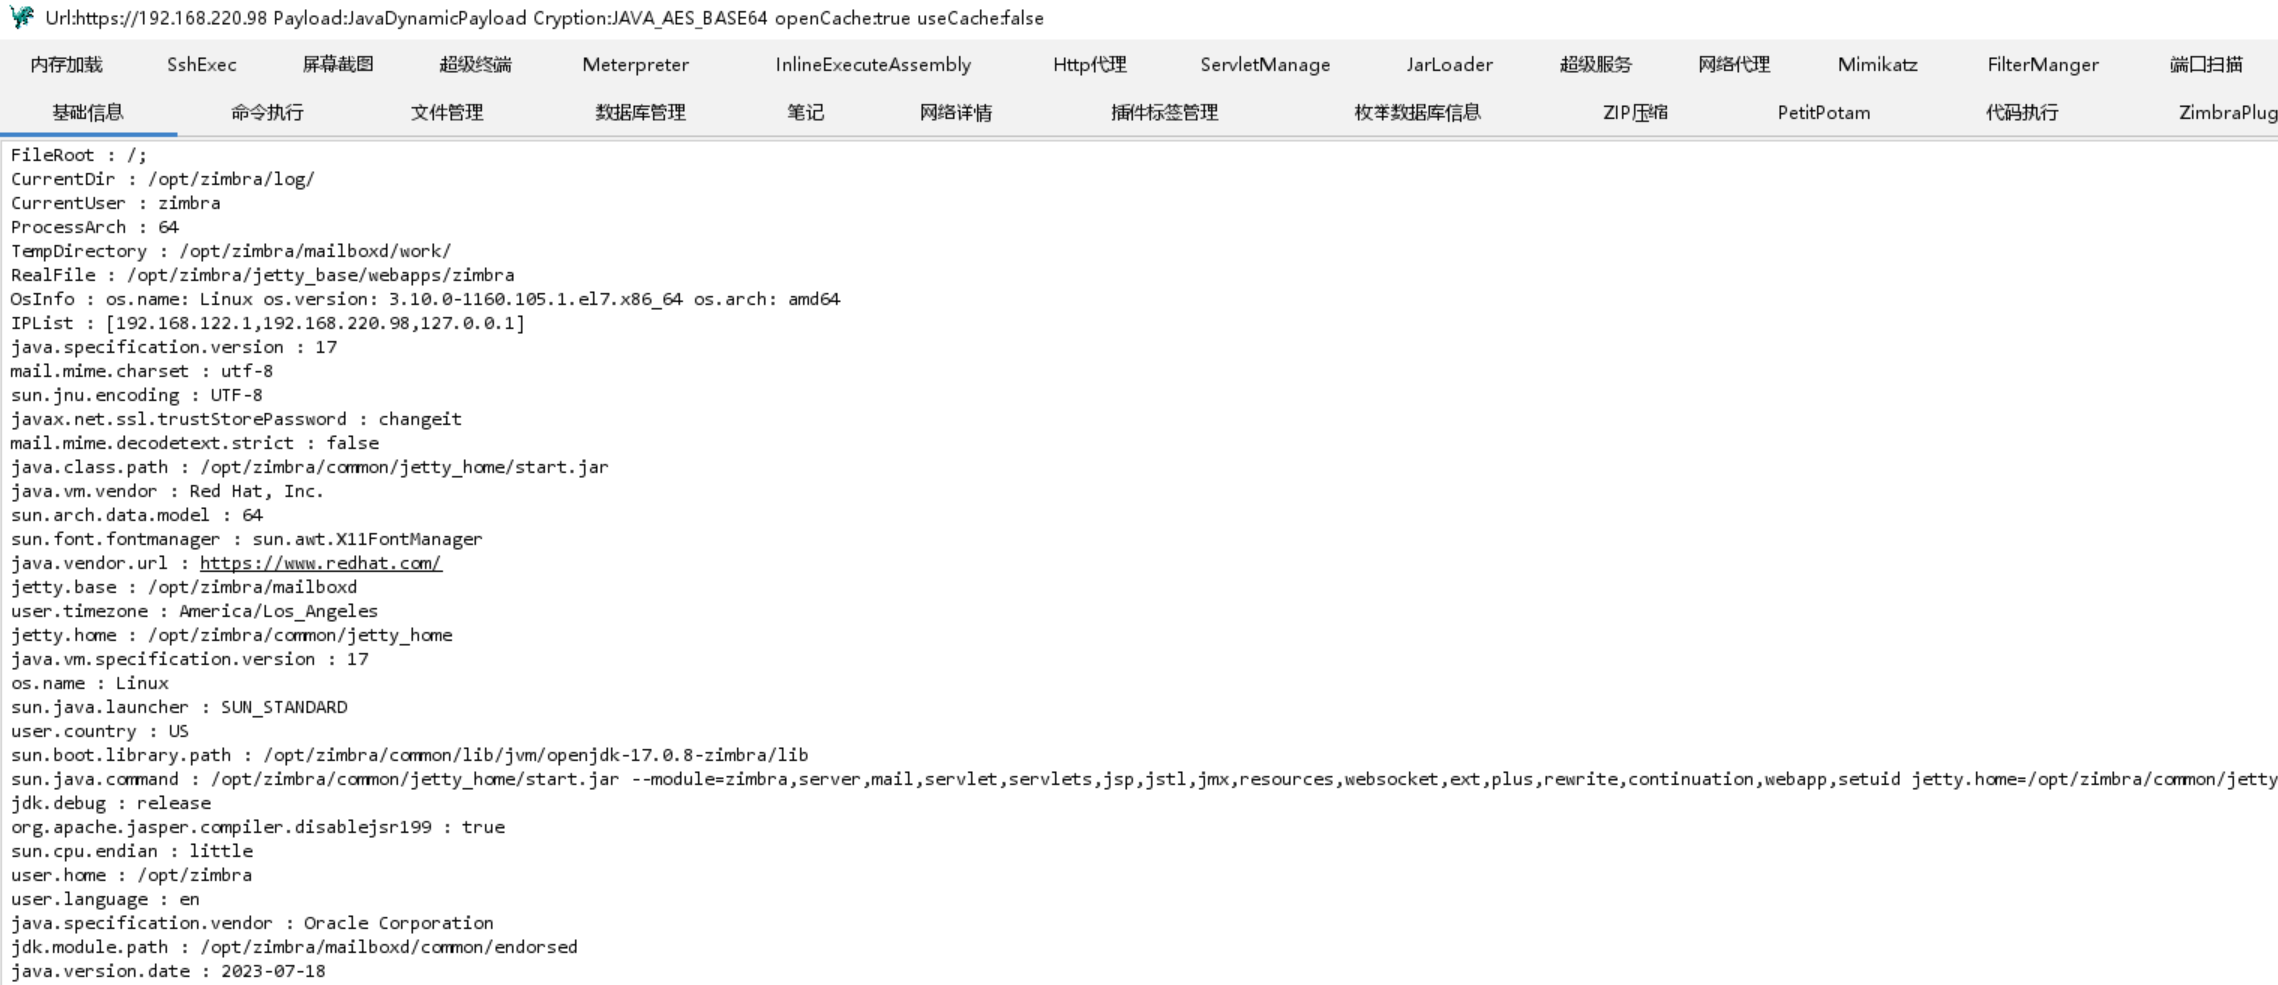 Url:https://192.168.220.98 Payload:JavaDynamicPayload Cryption:JAVA_AES_BASE64 openCache:true useCache:false
内存加载 SshExec 屏幕截图 超级终端 Meterpreter InlineExecuteAssembly Http代理 ServletManage JarLoader 超级服务 网络代理 Mimikatz FilterManger 端口扫描
基础信息 命令执行 文件管理 数据库管理 笔记 网络详情 插件标签管理 枚举数据库信息 ZIP压缩 PetitPotam 代码执行 ZimbraPlug
FileRoot : /;
CurrentDir : /opt/zimbra/log/
CurrentUser : zimbra
ProcessArch : 64
TempDirectory : /opt/zimbra/mailboxd/work/
RealFile : /opt/zimbra/jetty_base/webapps/zimbra
OsInfo : os.name: Linux os.version: 3.10.0-1160.105.1.el7.x86_64 os.arch: amd64
IPList : [192.168.122.1,192.168.220.98,127.0.0.1]
java.specification.version : 17
mail.mime.charset : utf-8
sun.jnu.encoding : UTF-8
javax.net.ssl.trustStorePassword : changeit
mail.mime.decodetext.strict : false
java.class.path : /opt/zimbra/common/jetty_home/start.jar
java.vm.vendor : Red Hat, Inc.
sun.arch.data.model : 64
sun.font.fontmanager : sun.awt.X11FontManager
java.vendor.url : https://www.redhat.com/
jetty.base : /opt/zimbra/mailboxd
user.timezone : America/Los_Angeles
jetty.home : /opt/zimbra/common/jetty_home
java.vm.specification.version : 17
os.name : Linux
sun.java.launcher : SUN_STANDARD
user.country : US
sun.boot.library.path : /opt/zimbra/common/lib/jvm/openjdk-17.0.8-zimbra/lib
sun.java.command : /opt/zimbra/common/jetty_home/start.jar --module=zimbra,server,mail,servlet,servlets,jsp,jstl,jmx,resources,websocket,ext,plus,rewrite,continuation,webapp,setuid jetty.home=/opt/zimbra/common/jetty
jdk.debug : release
org.apache.jasper.compiler.disablejsr199 : true
sun.cpu.endian : little
user.home : /opt/zimbra
user.language : en
java.specification.vendor : Oracle Corporation
jdk.module.path : /opt/zimbra/mailboxd/common/endorsed
java.version.date : 2023-07-18